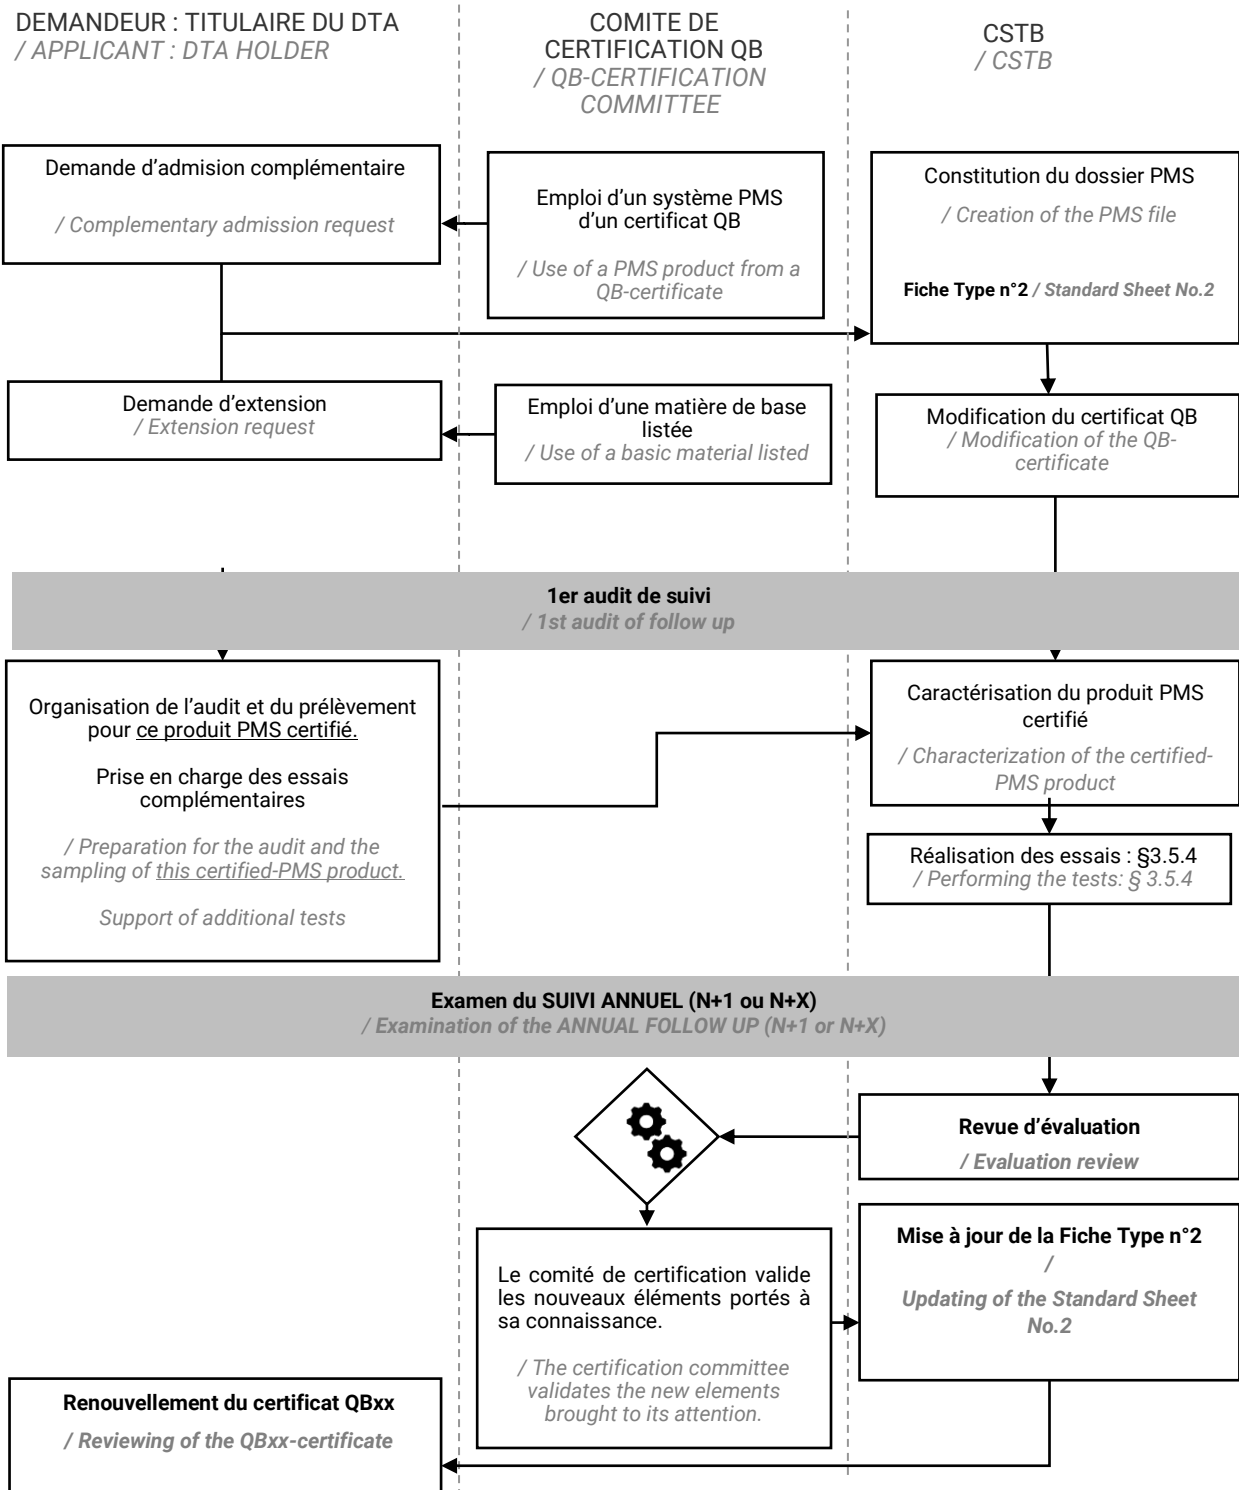 DEMANDEUR : TITULAIRE DU DTA
/ APPLICANT : DTA HOLDER
COMITE DE
CERTIFICATION QB
/ QB-CERTIFICATION
COMMITTEE
CSTB
/ CSTB
Demande d'admision complémentaire
/ Complementary admission request
Emploi d'un système PMS
d'un certificat QB
/ Use of a PMS product from a
QB-certificate
Constitution du dossier PMS
/ Creation of the PMS file
Fiche Type n°2 / Standard Sheet No.2
Demande d'extension
/ Extension request
Emploi d'une matière de base
listée
/ Use of a basic material listed
Modification du certificat QB
/ Modification of the QB-
certificate
1er audit de suivi
/ 1st audit of follow up
Organisation de l'audit et du prélèvement
pour ce produit PMS certifié.
Prise en charge des essais
complémentaires
/ Preparation for the audit and the
sampling of this certified-PMS product.
Support of additional tests
Caractérisation du produit PMS
certifié
/ Characterization of the certified-
PMS product
Réalisation des essais : §3.5.4
/ Performing the tests: § 3.5.4
Examen du SUIVI ANNUEL (N+1 ou N+X)
/ Examination of the ANNUAL FOLLOW UP (N+1 or N+X)
Revue d'évaluation
/ Evaluation review
Le comité de certification valide
les nouveaux éléments portés à
sa connaissance.
/ The certification committee
validates the new elements
brought to its attention.
Mise à jour de la Fiche Type n°2
/
Updating of the Standard Sheet
No.2
Renouvellement du certificat QBxx
/ Reviewing of the QBxx-certificate